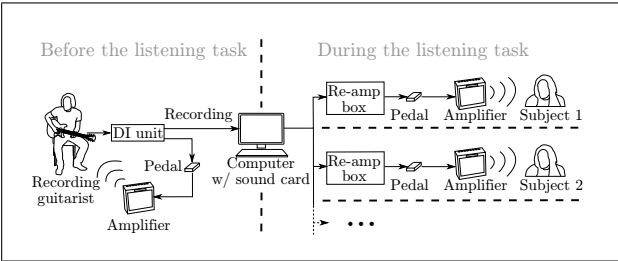 Before the listening task
During the listening task
Recording
DI unit
Pedal
Recording
guitarist
Amplifier
Computer
w/ sound card
Re-amp
box
Pedal
Amplifier
Subject 1
Re-amp
box
Pedal
Amplifier
Subject 2
...